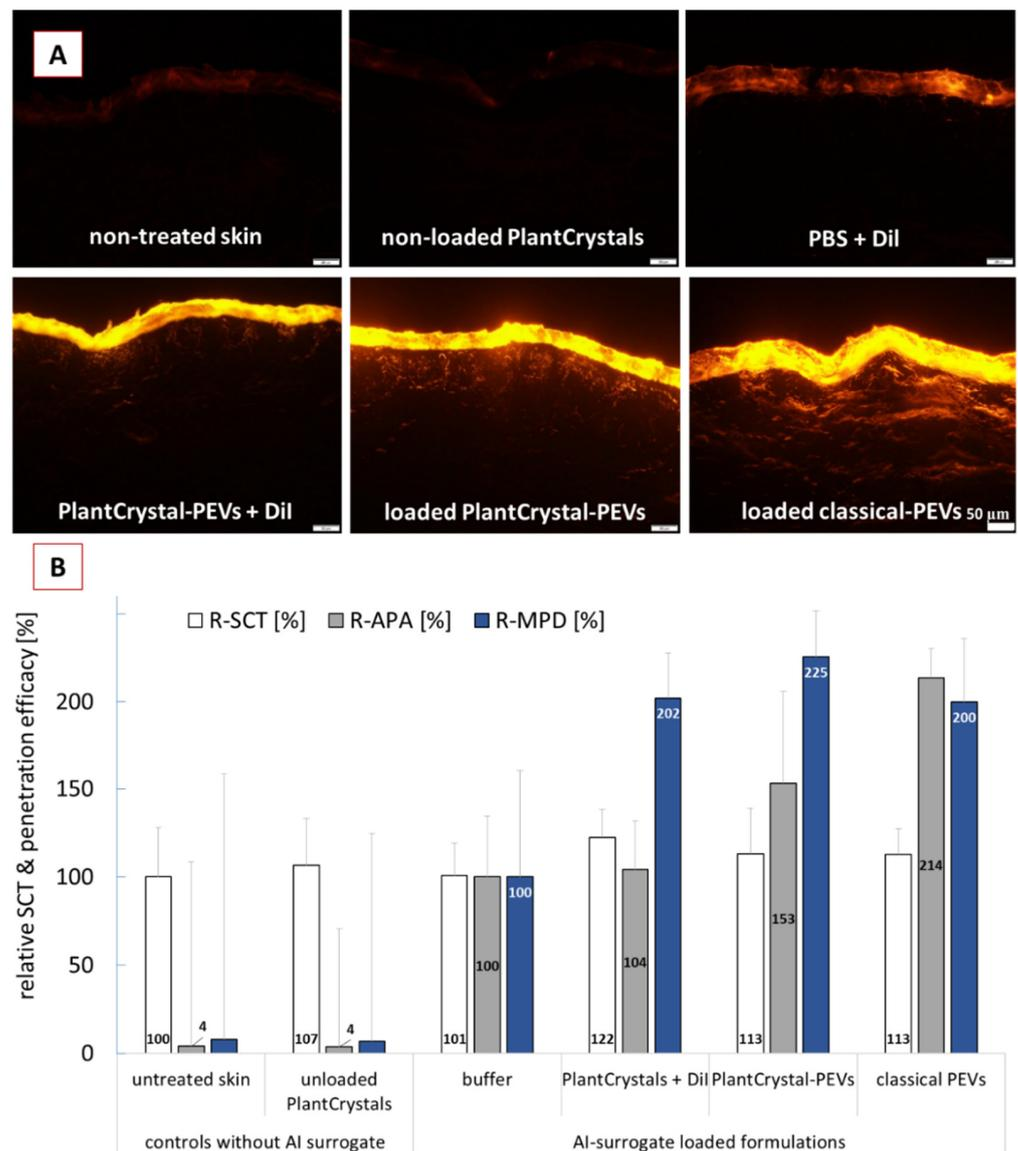 A
non-treated skin
non-loaded PlantCrystals
PBS + DiI
PlantCrystal-PEVs + DiI
loaded PlantCrystal-PEVs
loaded classical-PEVs 50 µm
B
relative SCT & penetration efficacy [%]
R-SCT [%] R-APA [%] R-MPD [%]
200
150
100
50
0
100
4
107
4
101
100
100
122
104
202
113
153
225
113
214
200
untreated skin
unloaded PlantCrystals
buffer
PlantCrystals + DiI
PlantCrystal-PEVs
classical PEVs
controls without AI surrogate
AI-surrogate loaded formulations